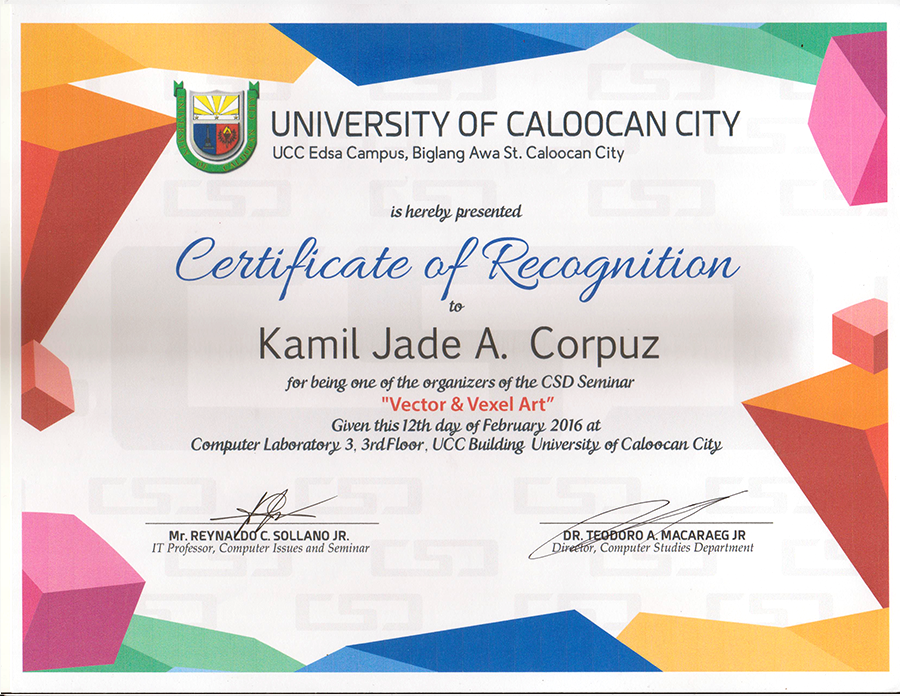 UNIVERSITY OF CALOOCAN CITY
UCC Edsa Campus, Biglang Awa St. Caloocan City
is hereby presented
Certificate of Recognition
to
Kamil Jade A. Corpuz
for being one of the organizers of the CSD Seminar
"Vector & Vexel Art”
Given this 12th day of February 2016 at
Computer Laboratory 3, 3rd Floor, UCC Building University of Caloocan City
Mr. REYNALDO C. SOLLANO JR.
IT Professor, Computer Issues and Seminar
DR. TEODORO A. MACARAEG JR
Director, Computer Studies Department